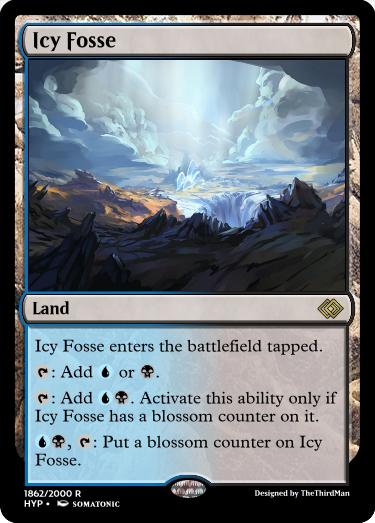 Icy Fosse
Land
Icy Fosse enters the battlefield tapped.
: Add or .
: Add . Activate this ability only if
Icy Fosse has a blossom counter on it.
, : Put a blossom counter on Icy
Fosse.
1862/2000 R
HYP • SOMATONIC
Designed by TheThirdMan